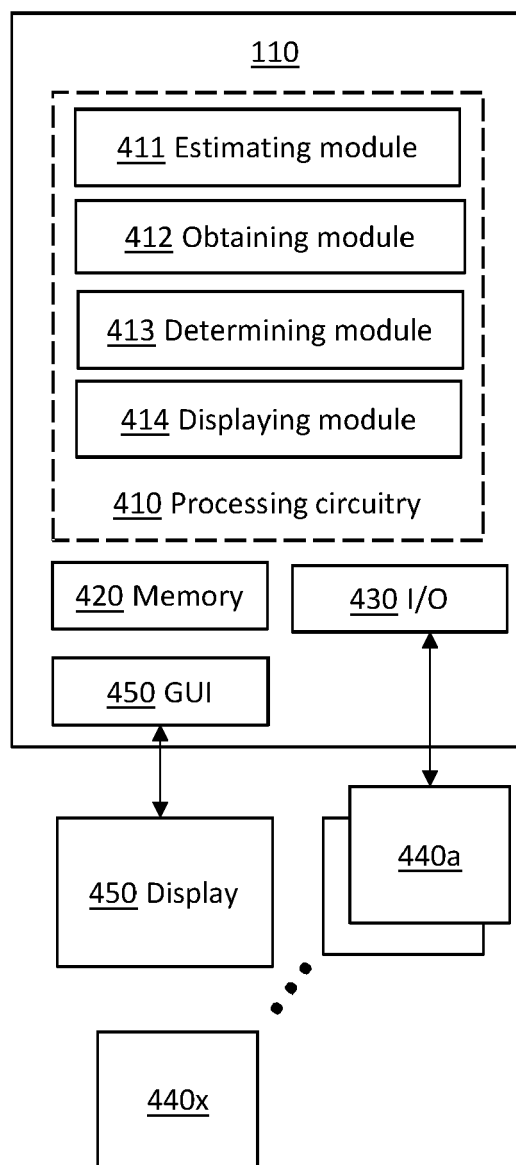 110
411 Estimating module
412 Obtaining module
413 Determining module
414 Displaying module
410 Processing circuitry
420 Memory
430 I/O
450 GUI
440a
450 Display
440x